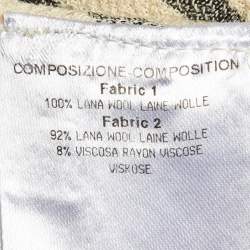 COMPOSIZIONE-COMPOSITION
Fabric 1
100% LANA WOOL LAINE WOLLE
Fabric 2
92% LANA WOOL LAINE WOLLE
8% VISCOSA RAYON VISCOSE
VISKOSE